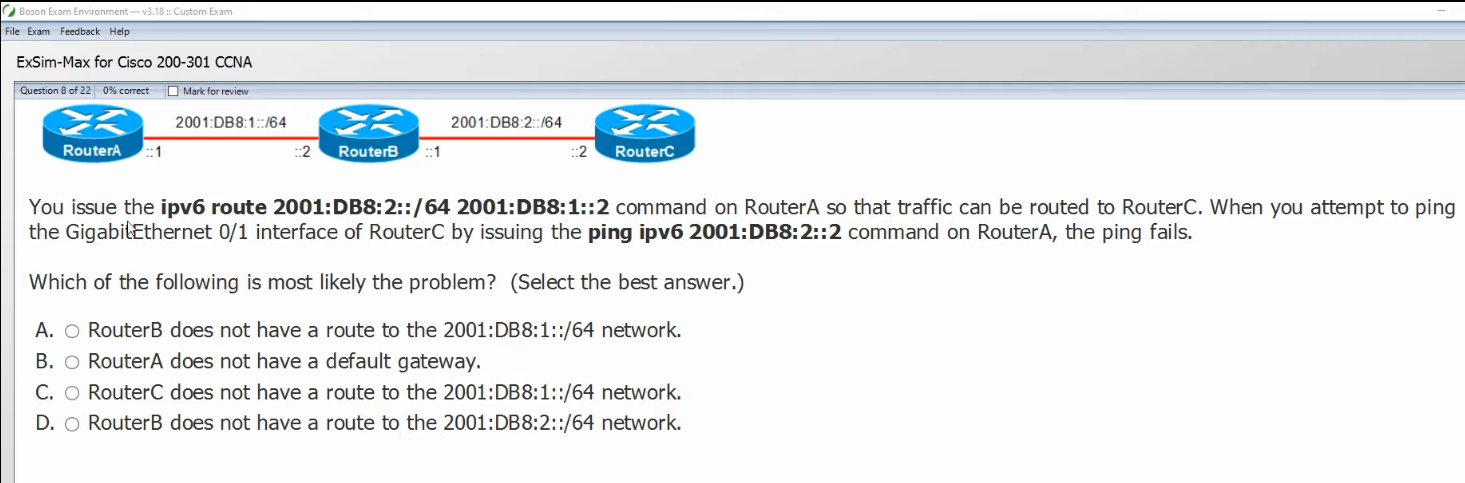 Boson Exam Environment — v3.18 :: Custom Exam
File Exam Feedback Help
ExSim-Max for Cisco 200-301 CCNA
Question 8 of 22 0% correct Mark for review
2001:DB8:1::/64 2001:DB8:2::/64
RouterA ::1 ::2 RouterB ::1 ::2 RouterC
You issue the ipv6 route 2001:DB8:2::/64 2001:DB8:1::2 command on RouterA so that traffic can be routed to RouterC. When you attempt to ping
the GigabitEthernet 0/1 interface of RouterC by issuing the ping ipv6 2001:DB8:2::2 command on RouterA, the ping fails.
Which of the following is most likely the problem? (Select the best answer.)
A. RouterB does not have a route to the 2001:DB8:1::/64 network.
B. RouterA does not have a default gateway.
C. RouterC does not have a route to the 2001:DB8:1::/64 network.
D. RouterB does not have a route to the 2001:DB8:2::/64 network.